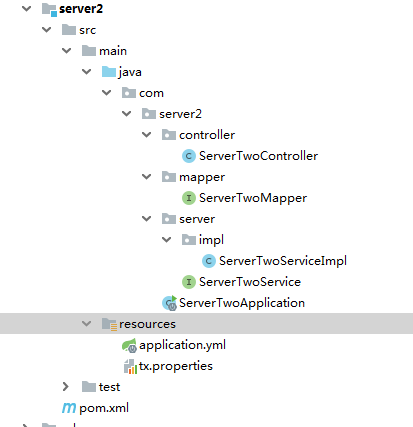 server2
src
main
java
com
server2
controller
ServerTwoController
mapper
ServerTwoMapper
server
impl
ServerTwoServiceImpl
ServerTwoService
ServerTwoApplication
resources
application.yml
tx.properties
test
pom.xml